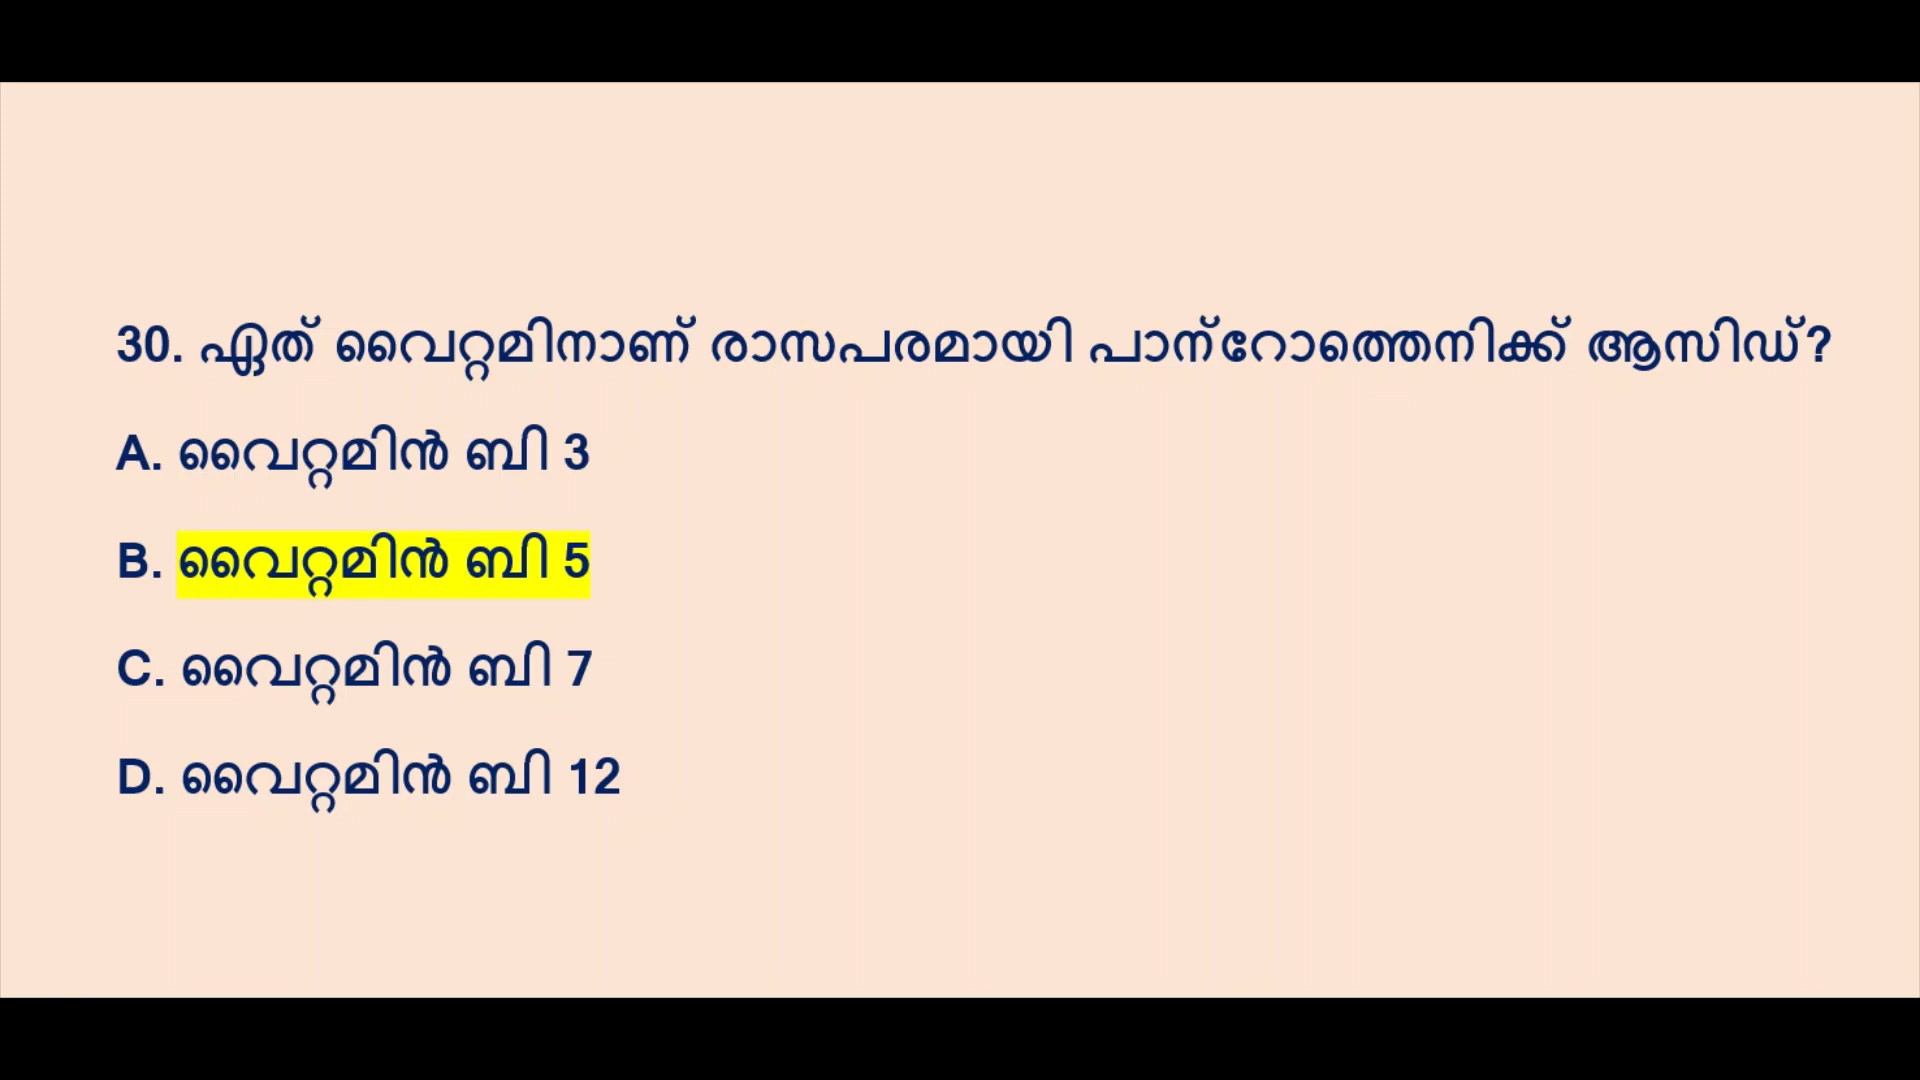 30. ഏത് വൈറ്റമിനാണ് രാസപരമായി പാന്റോത്തെനിക്ക് ആസിഡ്?
A. വൈറ്റമിൻ ബി 3
B. വൈറ്റമിൻ ബി 5
C. വൈറ്റമിൻ ബി 7
D. വൈറ്റമിൻ ബി 12